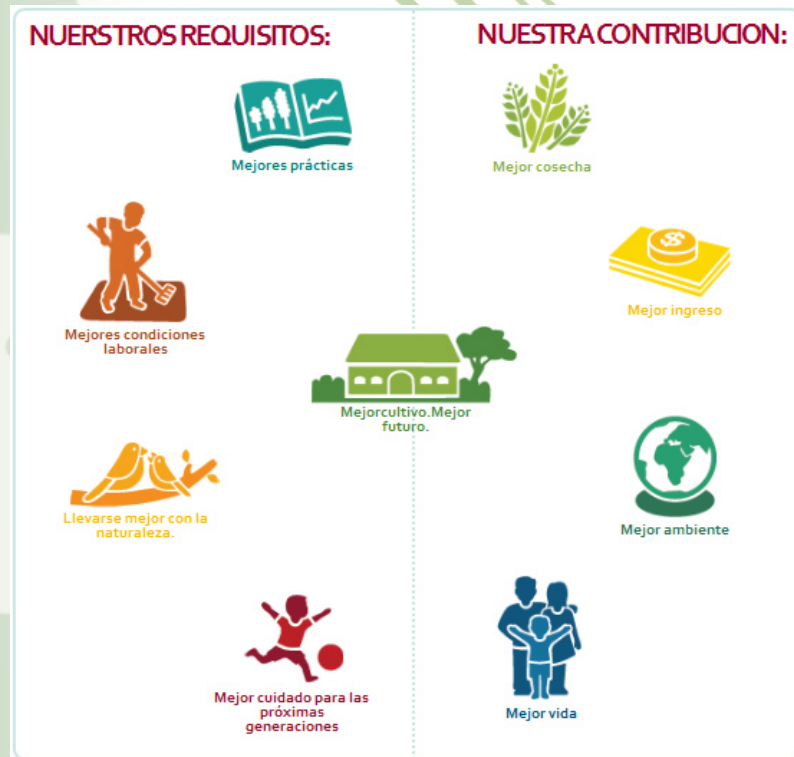 NUERSTROS REQUISITOS:
NUESTRA CONTRIBUCION:
Mejores prácticas
Mejor cosecha
Mejores condiciones
laborales
Mejor ingreso
Mejorcultivo.Mejor
futuro.
Llevarse mejor con la
naturaleza.
Mejor ambiente
Mejor cuidado para las
próximas
generaciones
Mejor vida